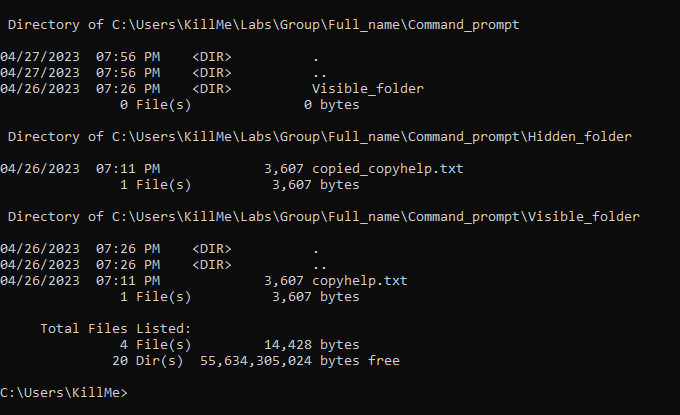 Directory of C:\Users\KillMe\Labs\Group\Full_name\Command_prompt
04/27/2023  07:56 PM    <DIR>          .
04/27/2023  07:56 PM    <DIR>          ..
04/26/2023  07:26 PM    <DIR>          Visible_folder
               0 File(s)              0 bytes
Directory of C:\Users\KillMe\Labs\Group\Full_name\Command_prompt\Hidden_folder
04/26/2023  07:11 PM             3,607 copied_copyhelp.txt
               1 File(s)          3,607 bytes
Directory of C:\Users\KillMe\Labs\Group\Full_name\Command_prompt\Visible_folder
04/26/2023  07:26 PM    <DIR>          .
04/26/2023  07:26 PM    <DIR>          ..
04/26/2023  07:11 PM             3,607 copyhelp.txt
               1 File(s)          3,607 bytes
     Total Files Listed:
               4 File(s)         14,428 bytes
              20 Dir(s)  55,634,305,024 bytes free
C:\Users\KillMe>